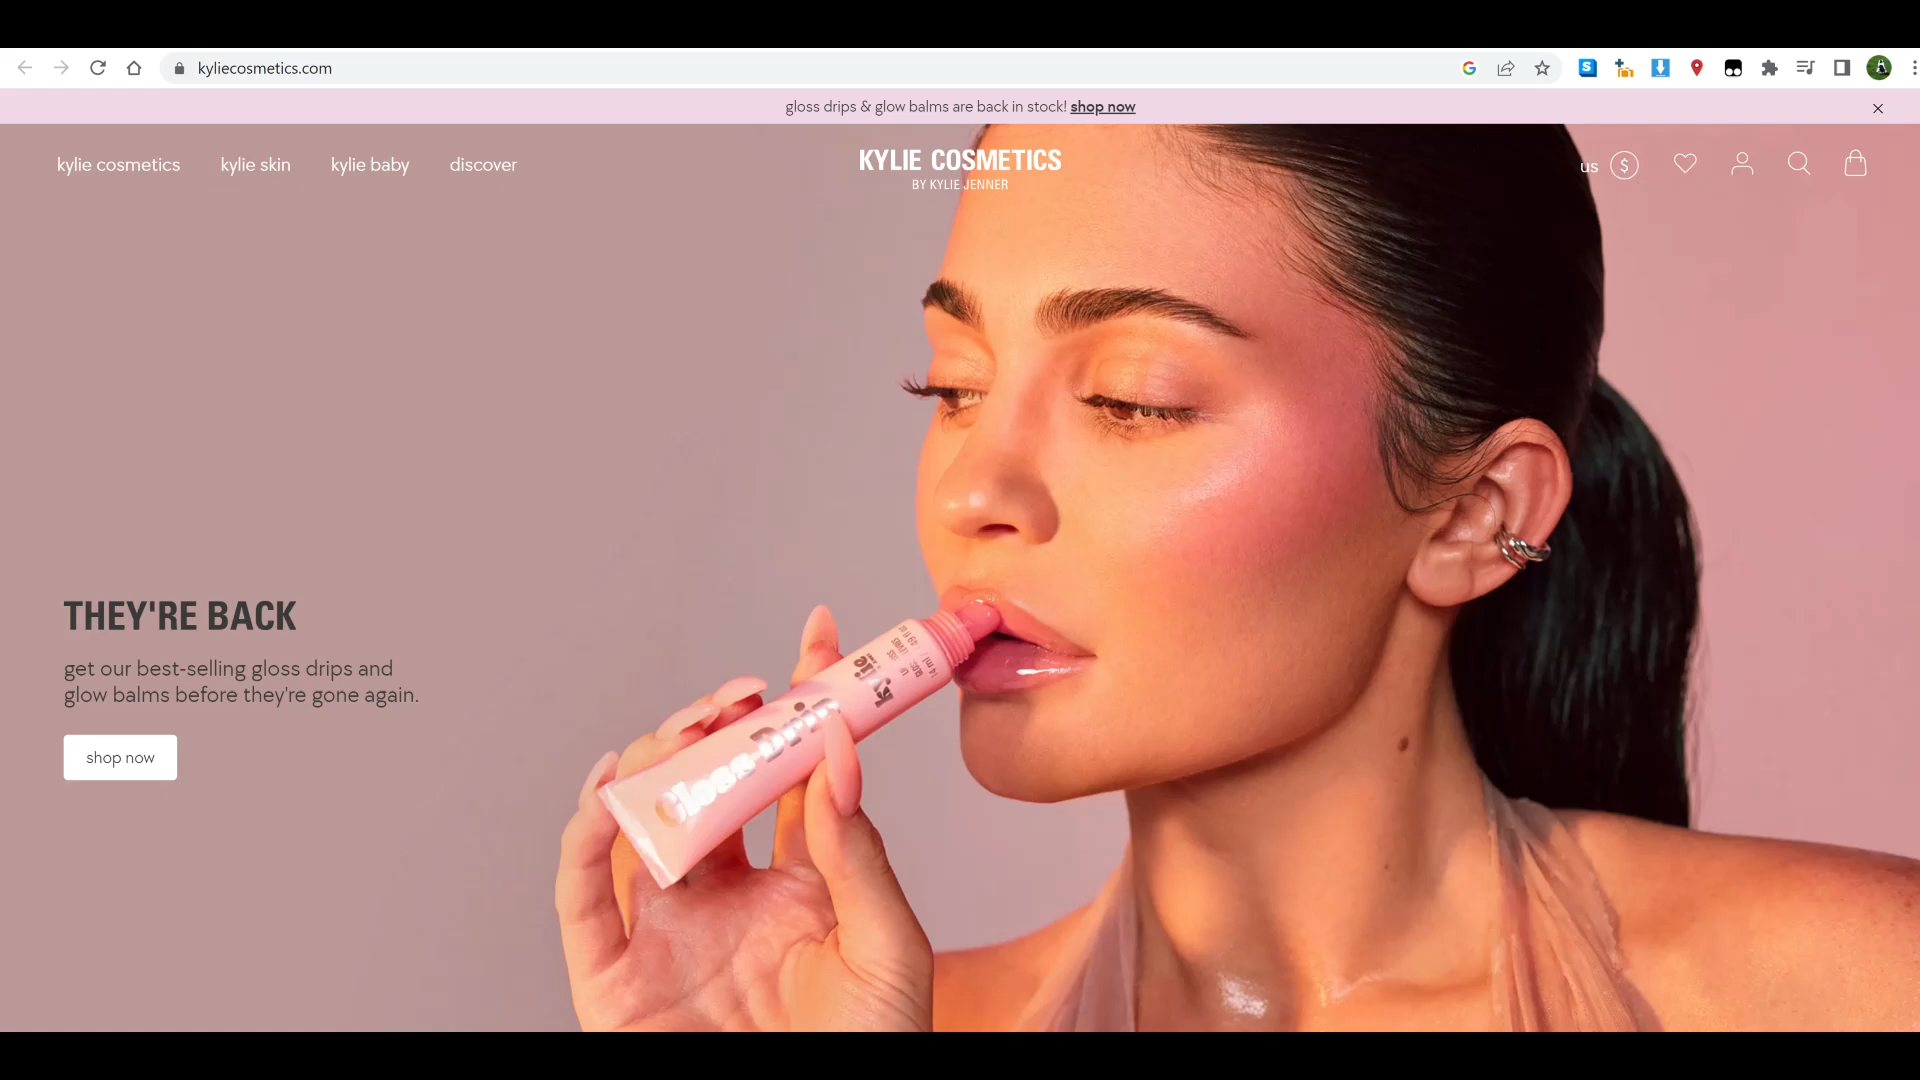 kyliecosmetics.com
gloss drips & glow balms are back in stock! shop now
kylie cosmetics kylie skin kylie baby discover
KYLIE COSMETICS
BY KYLIE JENNER
us $
THEY'RE BACK
get our best-selling gloss drips and
glow balms before they're gone again.
shop now
kylie
Gloss Drip